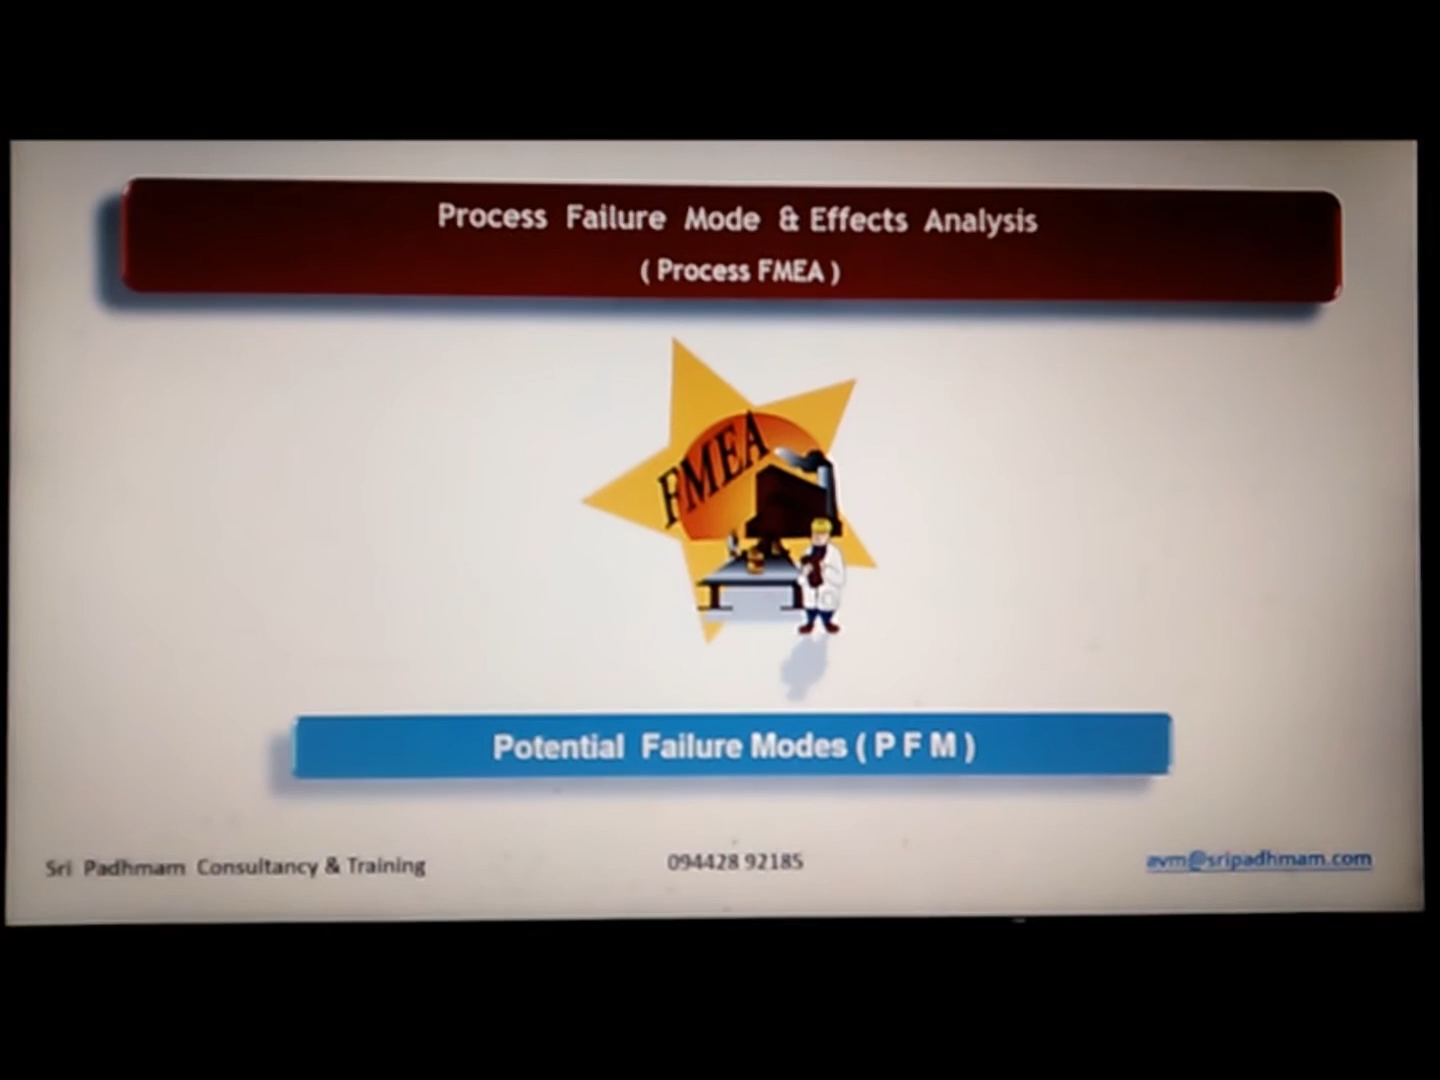 Process Failure Mode & Effects Analysis
( Process FMEA )
FMEA
Potential Failure Modes ( P F M )
Sri Padhmam Consultancy & Training
094428 92185
avm@sripadhmam.com